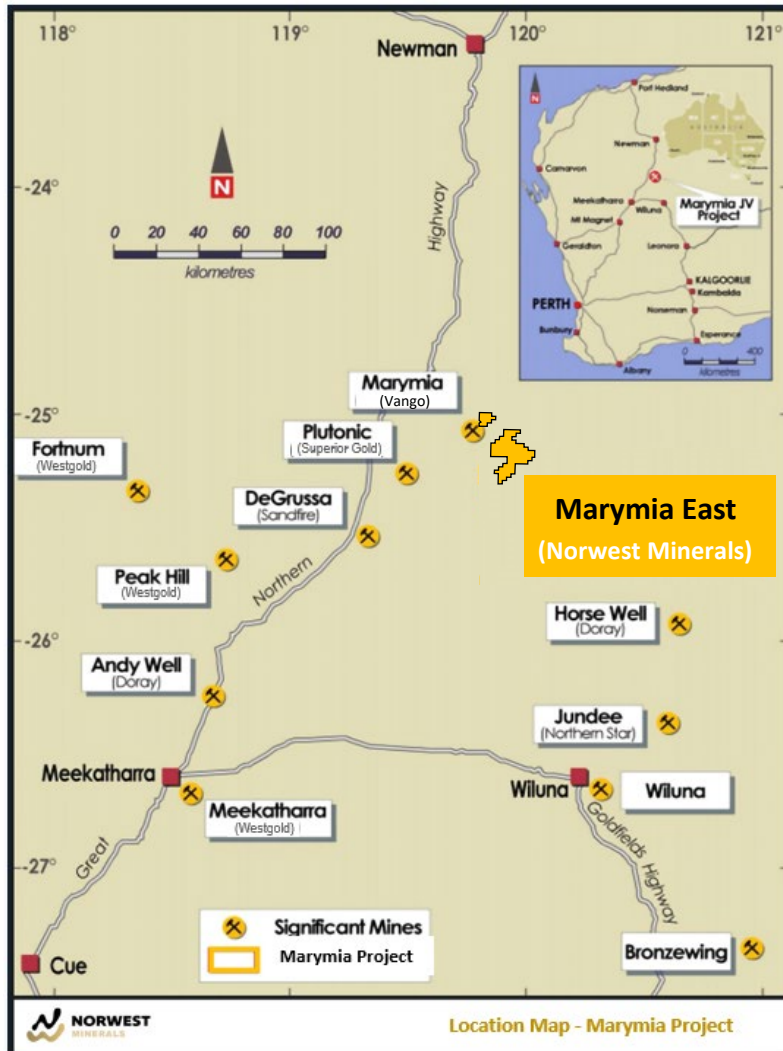 118°
119°
120°
121°
Newman
-24°
-25°
-26°
-27°
N
0 20 40 60 80 100
kilometres
Highway
N
Port Hedland
Newman
Carnarvon
Meekatharra
Wiluna
Mt Magnet
Marymia JV
Project
Geraldton
Leonora
KALGOORLIE
Kambalda
PERTH
Norseman
Bunbury
Esperance
Albany
0 400
kilometres
AUSTRALIA
Marymia
(Vango)
Plutonic
(Superior Gold)
Fortnum
(Westgold)
DeGrussa
(Sandfire)
Marymia East
(Norwest Minerals)
Peak Hill
(Westgold)
Northern
Horse Well
(Doray)
Andy Well
(Doray)
Jundee
(Northern Star)
Meekatharra
Wiluna
Wiluna
Meekatharra
(Westgold)
Goldfields
Highway
Great
Significant Mines
Marymia Project
Bronzewing
Cue
NORWEST
MINERALS
Location Map - Marymia Project